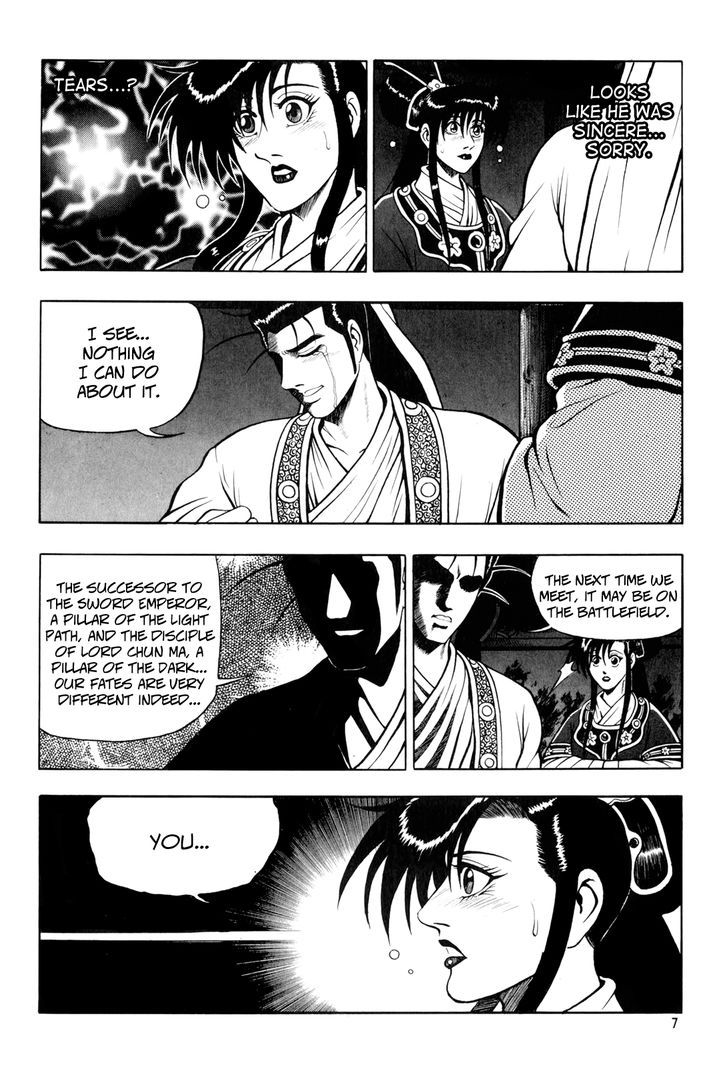 TEARS...?
LOOKS
LIKE HE WAS
SINCERE...
SORRY.
I SEE...
NOTHING
I CAN DO
ABOUT IT.
THE SUCCESSOR TO
THE SWORD EMPEROR,
A PILLAR OF THE LIGHT
PATH, AND THE DISCIPLE
OF LORD CHUN MA, A
PILLAR OF THE DARK...
OUR FATES ARE VERY
DIFFERENT INDEED...
THE NEXT TIME WE
MEET, IT MAY BE ON
THE BATTLEFIELD.
YOU...
7